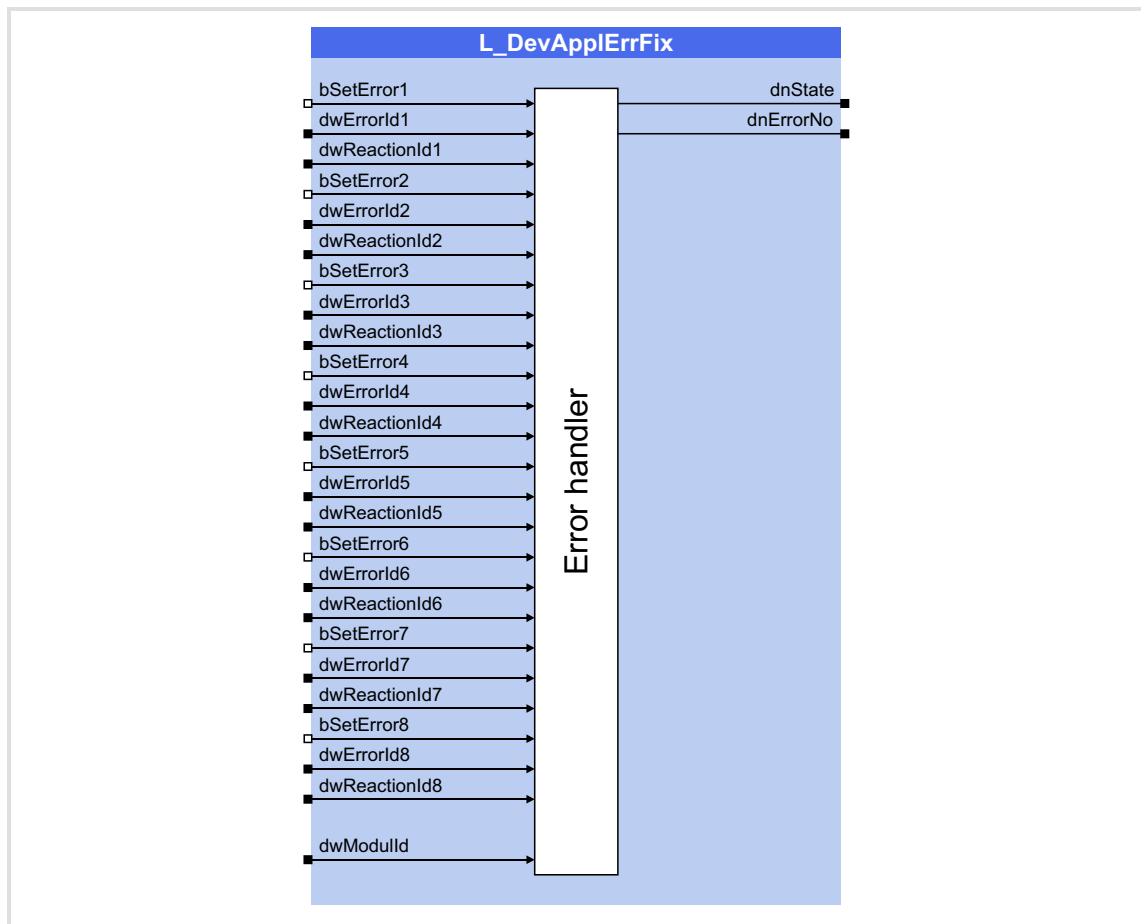 L_DevApplErrFix
bSetError1
dnState
dwErrorId1
dnErrorNo
dwReactionId1
bSetError2
dwErrorId2
dwReactionId2
bSetError3
dwErrorId3
dwReactionId3
bSetError4
dwErrorId4
dwReactionId4
bSetError5
dwErrorId5
dwReactionId5
bSetError6
dwErrorId6
dwReactionId6
bSetError7
dwErrorId7
dwReactionId7
bSetError8
dwErrorId8
dwReactionId8
dwModulId
Error handler